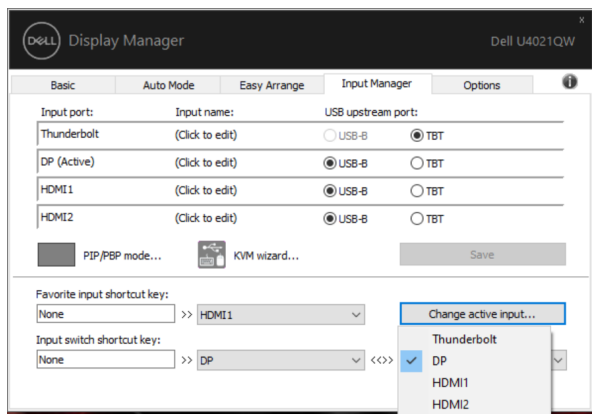 x
DELL Display Manager Dell U4021QW
Basic Auto Mode Easy Arrange Input Manager Options i
Input port: Input name: USB upstream port:
Thunderbolt (Click to edit) USB-B TBT
DP (Active) (Click to edit) USB-B TBT
HDMI1 (Click to edit) USB-B TBT
HDMI2 (Click to edit) USB-B TBT
PIP/PBP mode... KVM wizard... Save
Favorite input shortcut key:
None >> HDMI1 Change active input...
Input switch shortcut key:
None >> DP <<>>
Thunderbolt
DP
HDMI1
HDMI2